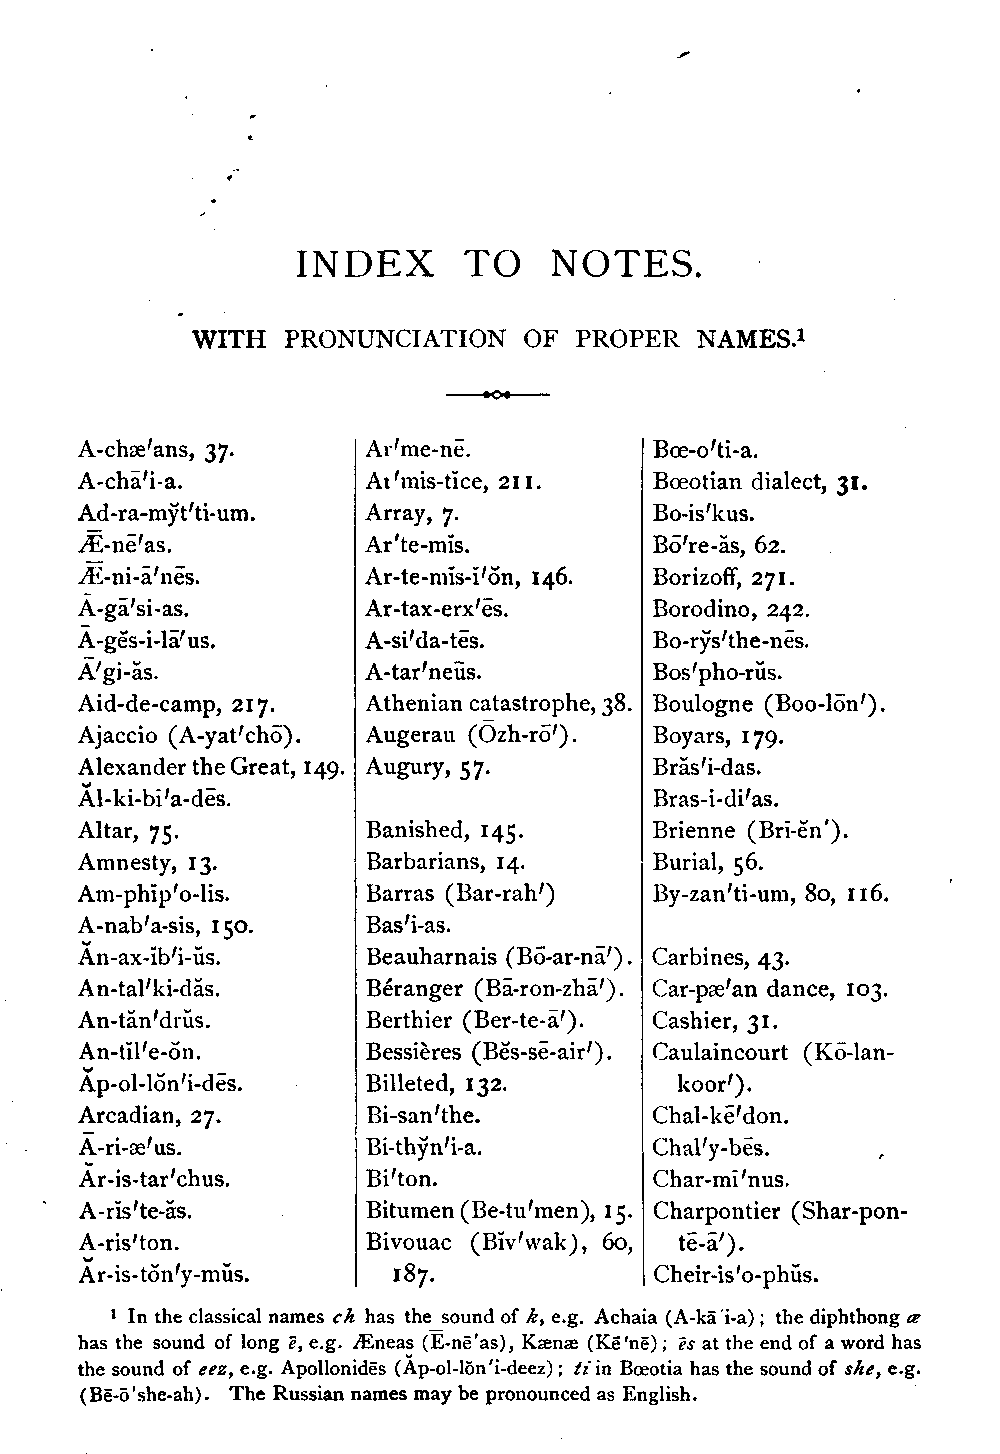 INDEX TO NOTES.
WITH PRONUNCIATION OF PROPER NAMES.¹
A-chæ′ans, 37.
A-chā′i-a.
Ad-ra-my̆t′ti-um.
Ǣ-nē′as.
Ǣ-ni-ā′nēs.
Ā-gā′si-as.
Ā-gĕs-i-lā′us.
Ā′gi-ăs.
Aid-de-camp, 217.
Ajaccio (A-yat′chō).
Alexander the Great, 149.
Ăl-ki-bī′a-dēs.
Altar, 75.
Amnesty, 13.
Am-phĭp′o-lis.
A-nab′a-sis, 150.
Ăn-ax-ĭb′i-ŭs.
An-tal′ki-dăs.
An-tăn′drŭs.
An-tĭl′e-ŏn.
Ăp-ol-lŏn′i-dēs.
Arcadian, 27.
Ā-ri-æ′us.
Ăr-is-tar′chus.
A-rĭs′te-ăs.
A-ris′ton.
Ăr-is-tŏn′y-mŭs.
Ar′me-nē.
At′mis-tĭce, 211.
Array, 7.
Ar′te-mĭs.
Ar-te-mĭs-ĭ′ŏn, 146.
Ar-tax-erx′ēs.
A-si′da-tēs.
A-tar′neūs.
Athenian catastrophe, 38.
Augerau (Ōzh-rō′).
Augury, 57.
Banished, 145.
Barbarians, 14.
Barras (Bar-rah′)
Bas′i-as.
Beauharnais (Bō-ar-nā′).
Béranger (Bā-ron-zhā′).
Berthier (Ber-te-ā′).
Bessières (Bĕs-sē-air′).
Billeted, 132.
Bi-san′the.
Bi-thy̆n′i-a.
Bi′ton.
Bitumen (Be-tu′men), 15.
Bivouac (Bĭv′wak), 60,
187.
Bœ-o′ti-a.
Bœotian dialect, 31.
Bo-is′kus.
Bō′re-ăs, 62.
Borizoff, 271.
Borodino, 242.
Bo-ry̆s′the-nēs.
Bos′pho-rŭs.
Boulogne (Boo-lōn′).
Boyars, 179.
Brăs′i-das.
Bras-i-di′as.
Brienne (Brī-ĕn′).
Burial, 56.
By-zan′ti-um, 80, 116.
Carbines, 43.
Car-pæ′an dance, 103.
Cashier, 31.
Caulaincourt (Kō-lan-
koor′).
Chal-kē′don.
Chal′y-bēs.
Char-mī′nus.
Charpontier (Shar-pon-
tē-ā′).
Cheir-is′o-phŭs.
¹ In the classical names ch has the sound of k, e.g. Achaia (A-kā′i-a); the diphthong æ
has the sound of long ē, e.g. Æneas (Ē-nē′as), Kænæ (Kē′nē); ēs at the end of a word has
the sound of eez, e.g. Apollonidēs (Ăp-ol-lŏn′i-deez); ti in Bœotia has the sound of she, e.g.
(Bē-ō′she-ah). The Russian names may be pronounced as English.